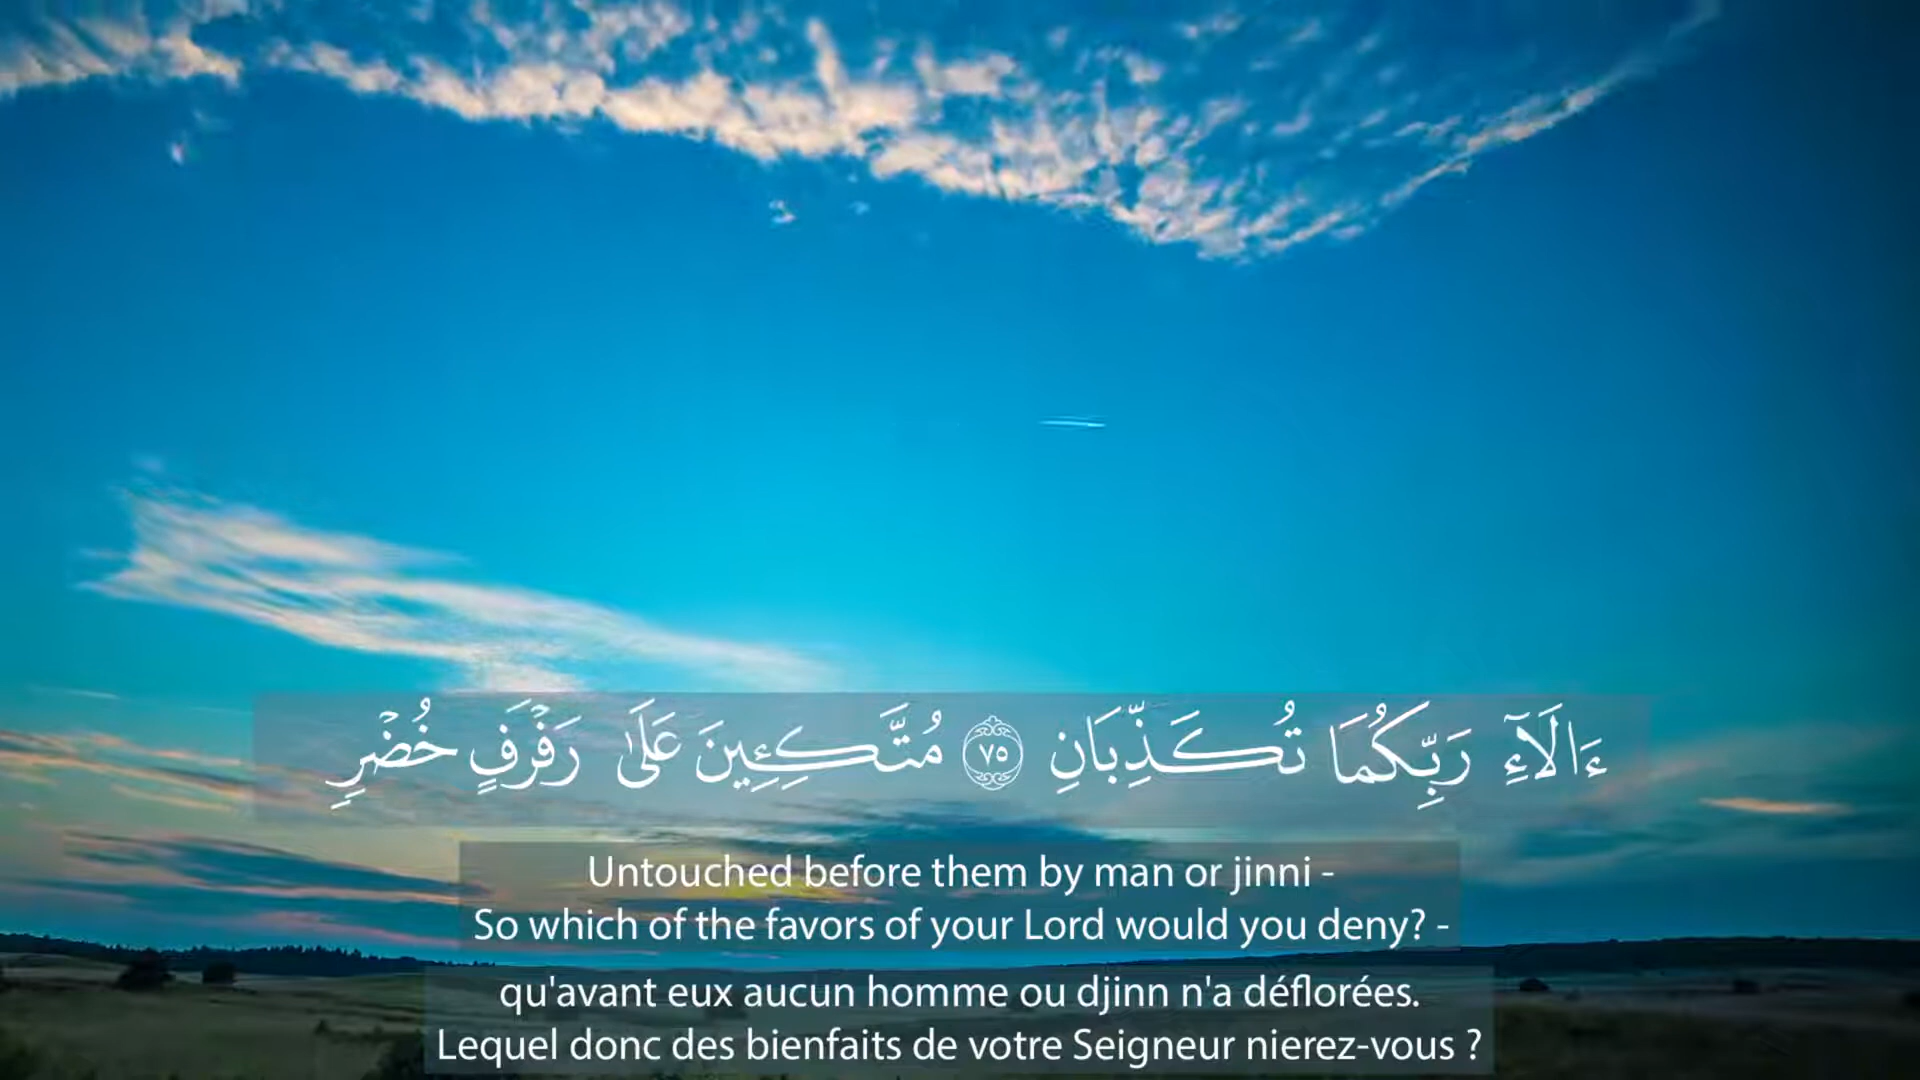 ءَالَآءِ رَبِّكُمَا تُكَذِّبَانِ ٧٥ مُتَّكِـِٔينَ عَلَىٰ رَفْرَفٍ خُضْرٍ
Untouched before them by man or jinni -
So which of the favors of your Lord would you deny? -
qu'avant eux aucun homme ou djinn n'a déflorées.
Lequel donc des bienfaits de votre Seigneur nierez-vous ?